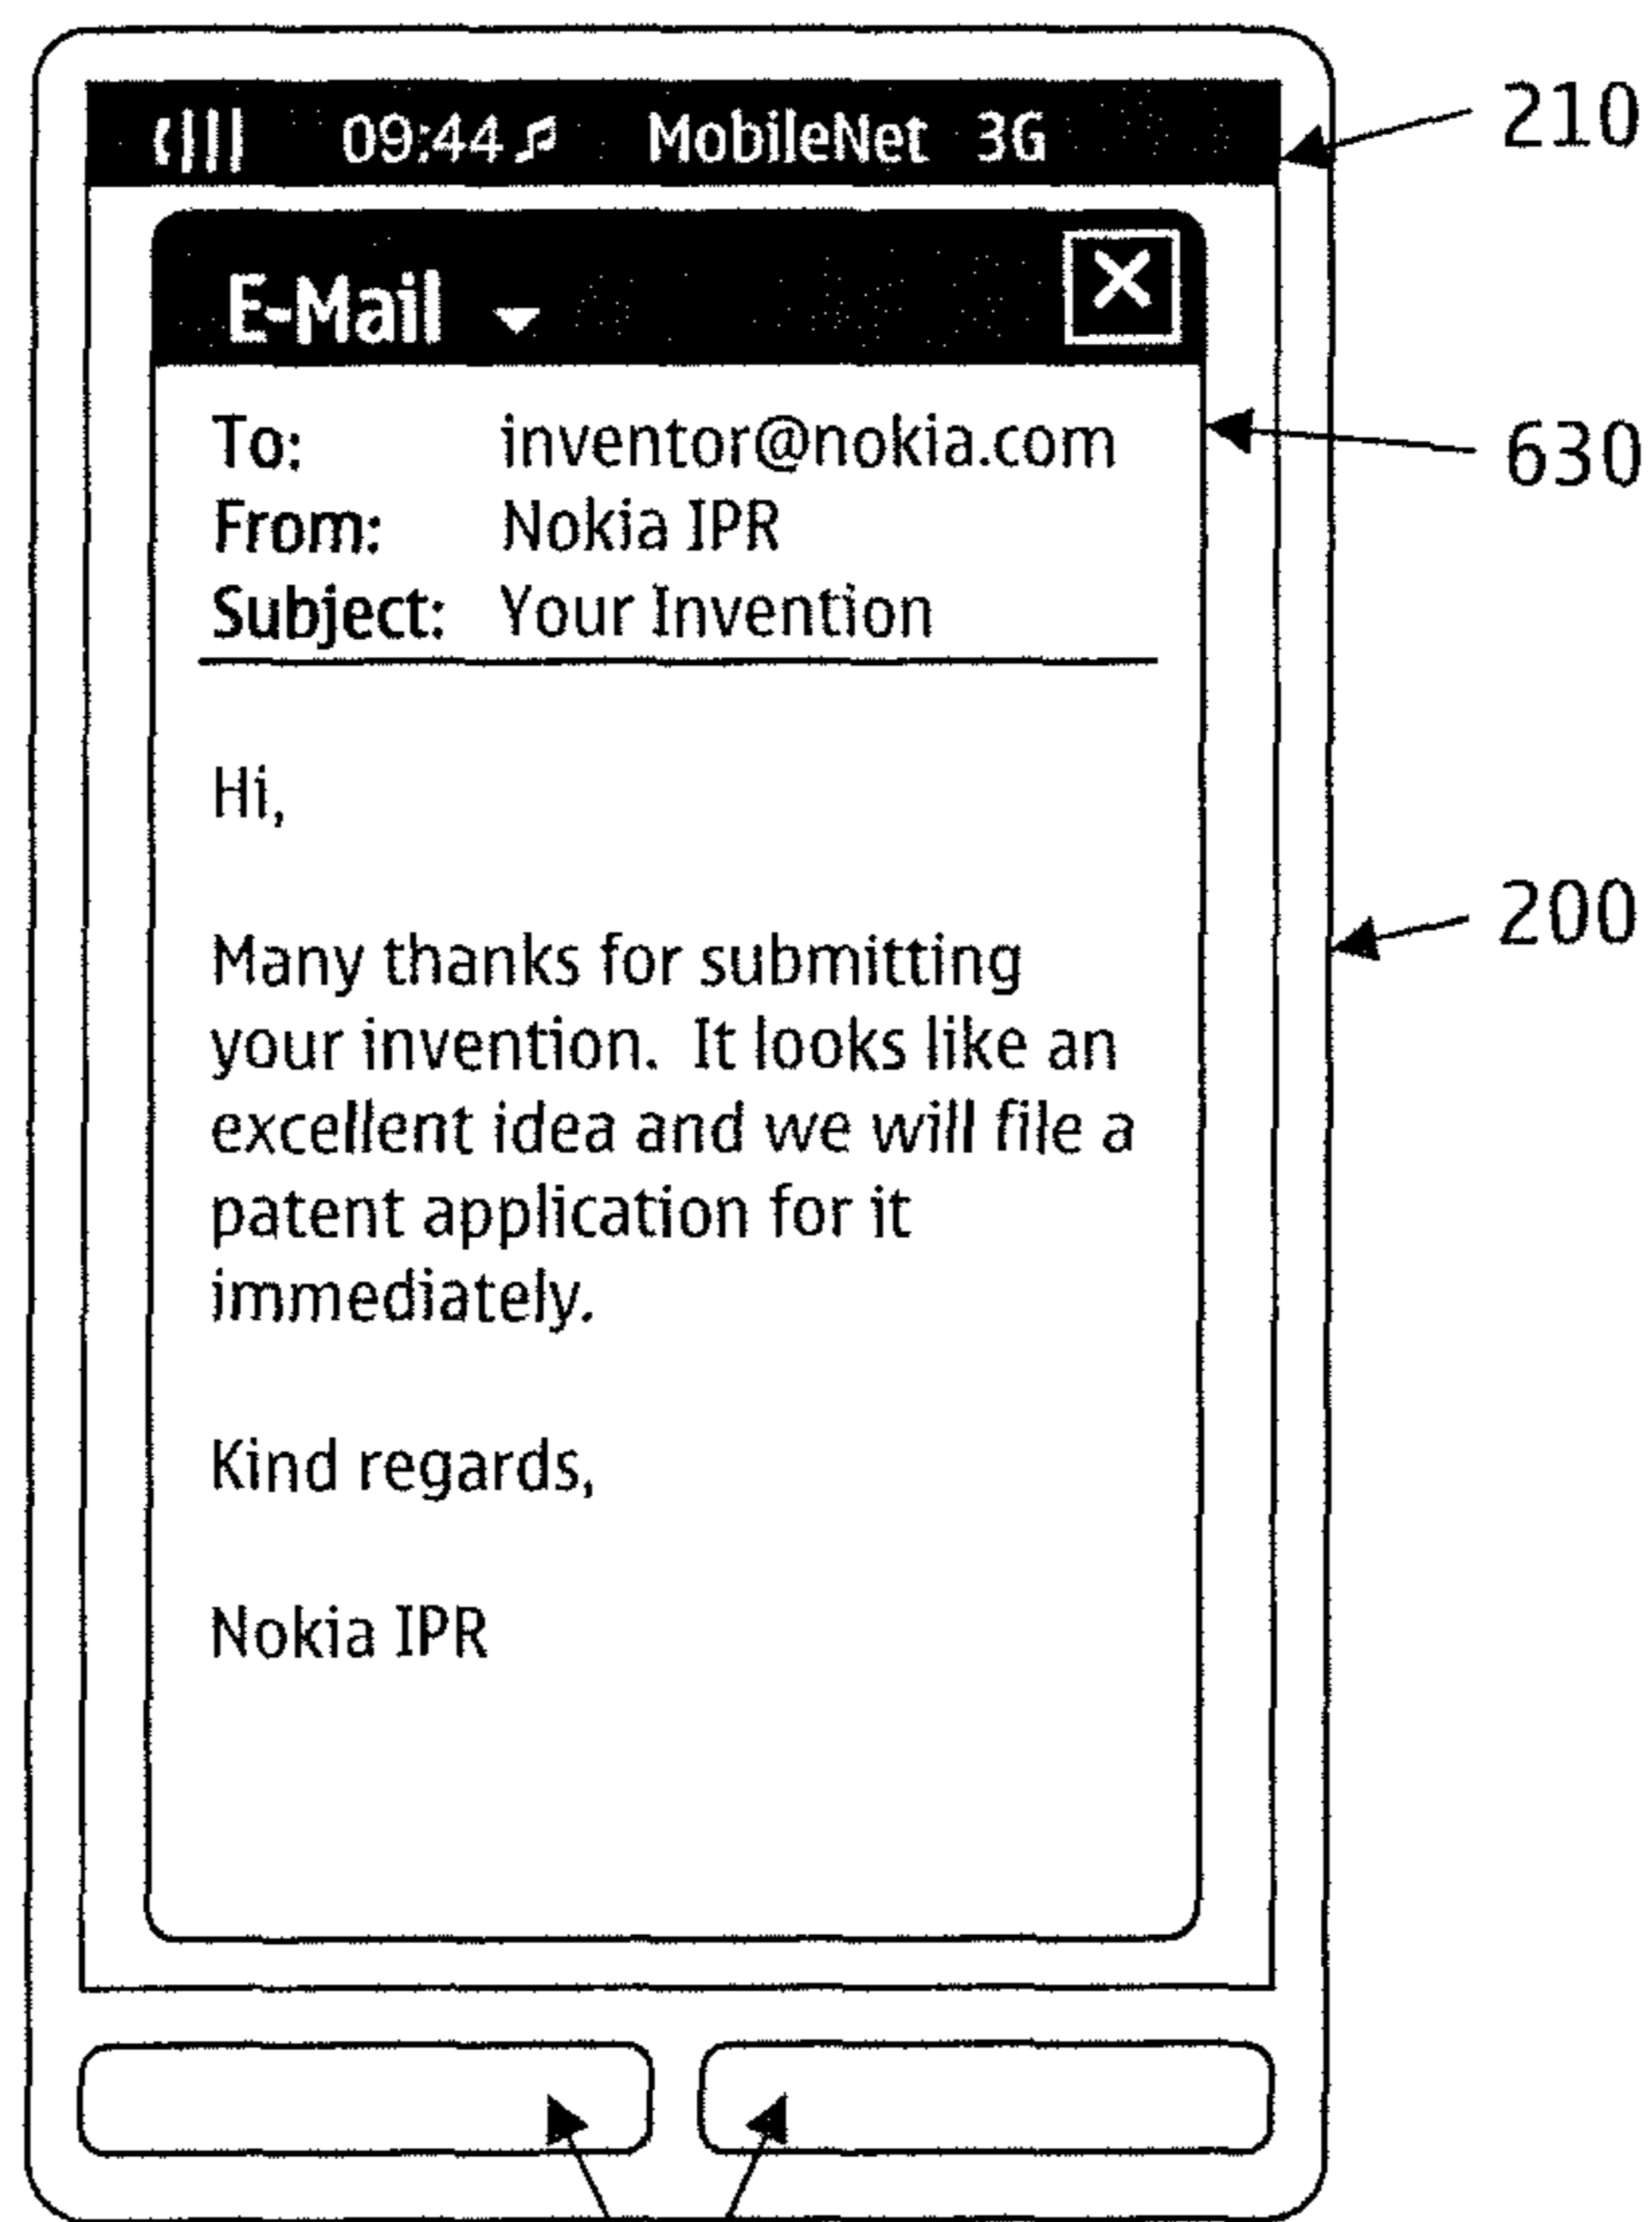 09:44 MobileNet 3G
210
E-Mail
To: inventor@nokia.com
630
From: Nokia IPR
Subject: Your Invention
Hi,
200
Many thanks for submitting
your invention. It looks like an
excellent idea and we will file a
patent application for it
immediately.
Kind regards,
Nokia IPR